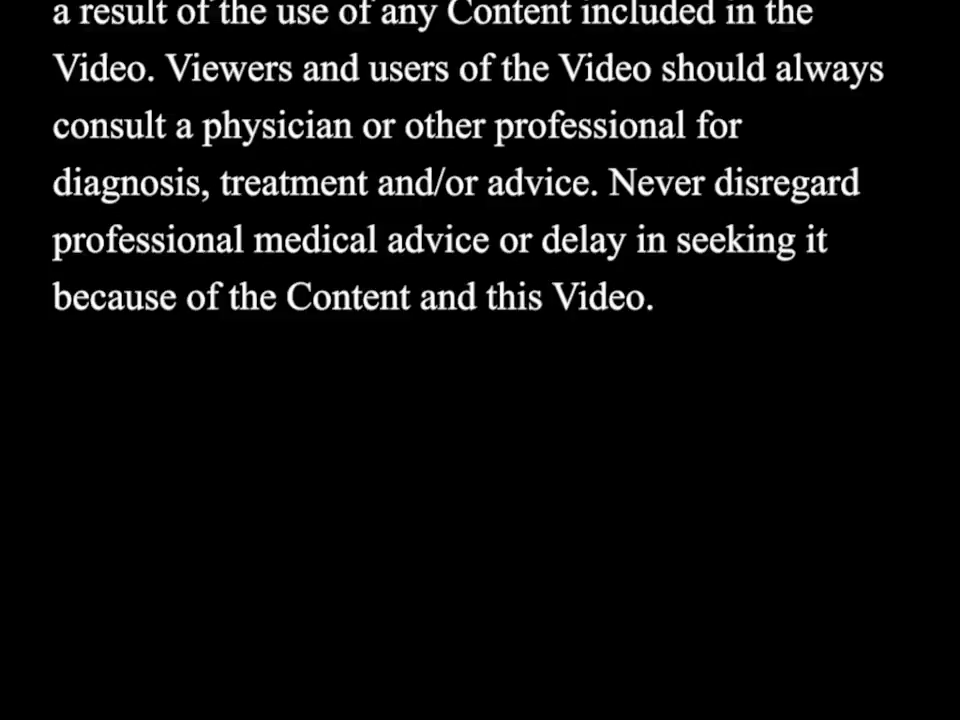 a result of the use of any Content included in the
Video. Viewers and users of the Video should always
consult a physician or other professional for
diagnosis, treatment and/or advice. Never disregard
professional medical advice or delay in seeking it
because of the Content and this Video.